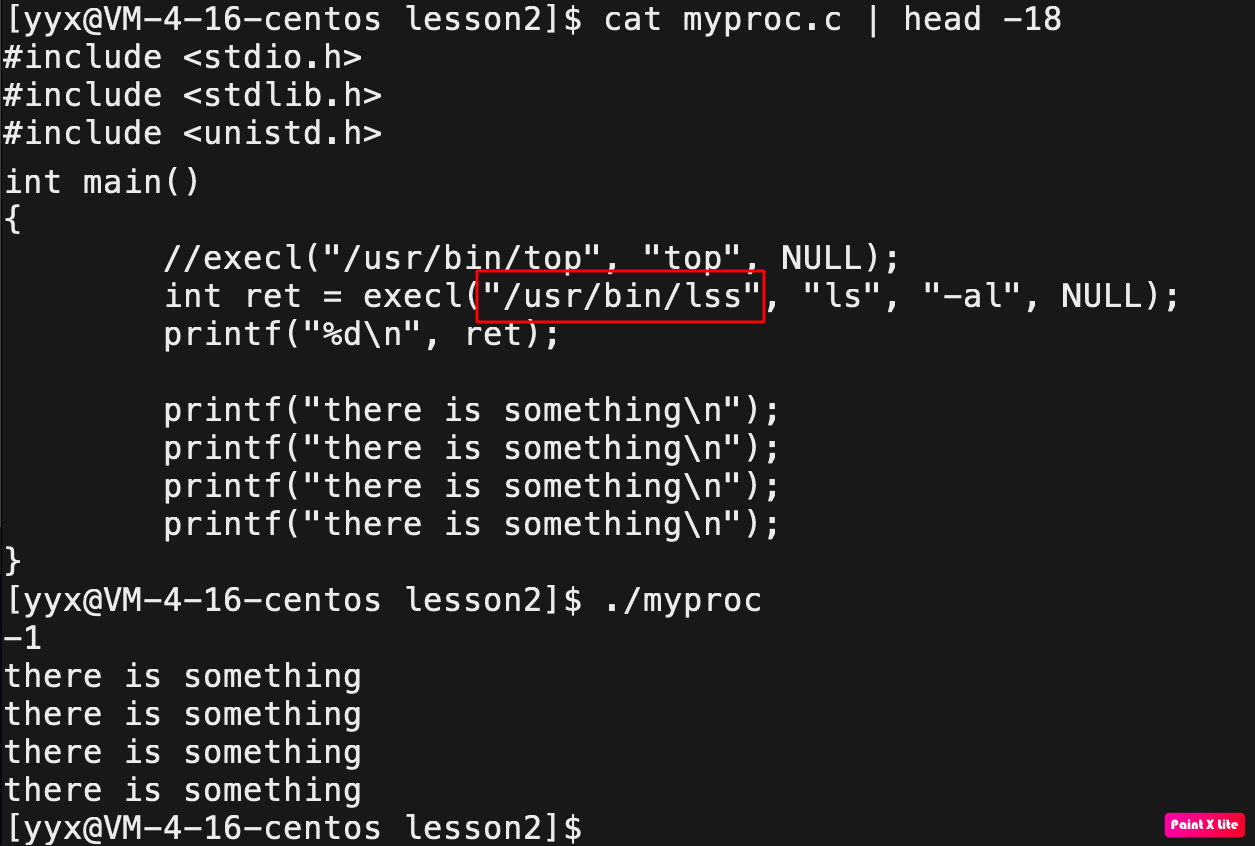 [yyx@VM-4-16-centos lesson2]$ cat myproc.c | head -18
#include <stdio.h>
#include <stdlib.h>
#include <unistd.h>
int main()
{
        //execl("/usr/bin/top", "top", NULL);
        int ret = execl("/usr/bin/lss", "ls", "-al", NULL);
        printf("%d\n", ret);

        printf("there is something\n");
        printf("there is something\n");
        printf("there is something\n");
        printf("there is something\n");
}
[yyx@VM-4-16-centos lesson2]$ ./myproc
-1
there is something
there is something
there is something
there is something
[yyx@VM-4-16-centos lesson2]$
Paint X Lite